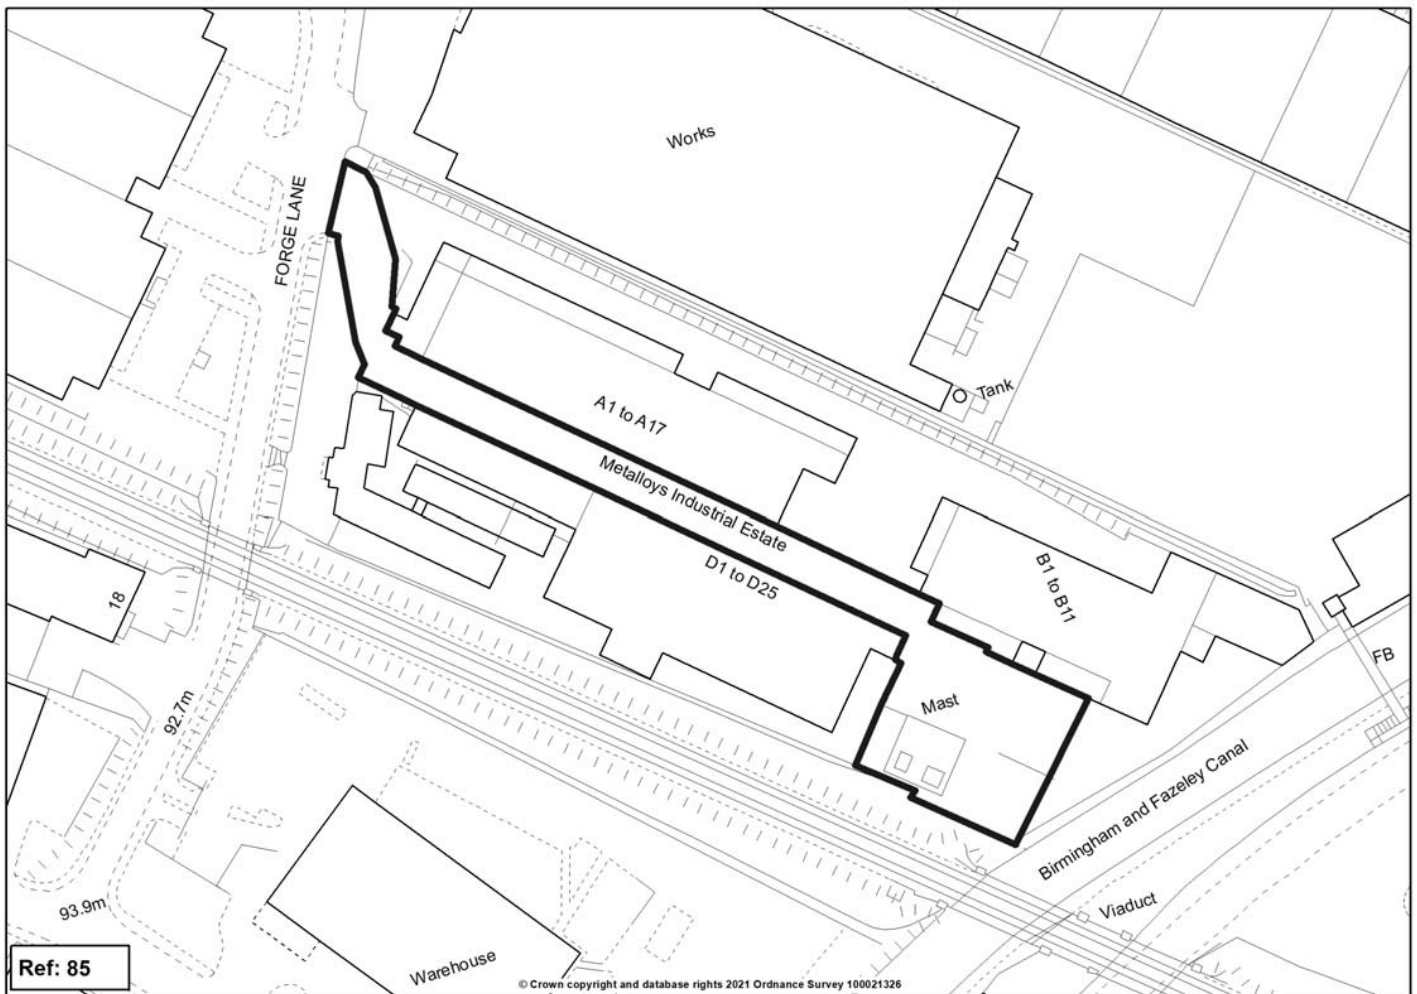 Works
FORGE LANE
Tank
A1 to A17
Metalloys Industrial Estate
D1 to D25
B1 to B11
18
FB
Mast
92.7m
Birmingham and Fazeley Canal
Viaduct
93.9m
Warehouse
Ref: 85
© Crown copyright and database rights 2021 Ordnance Survey 100021326